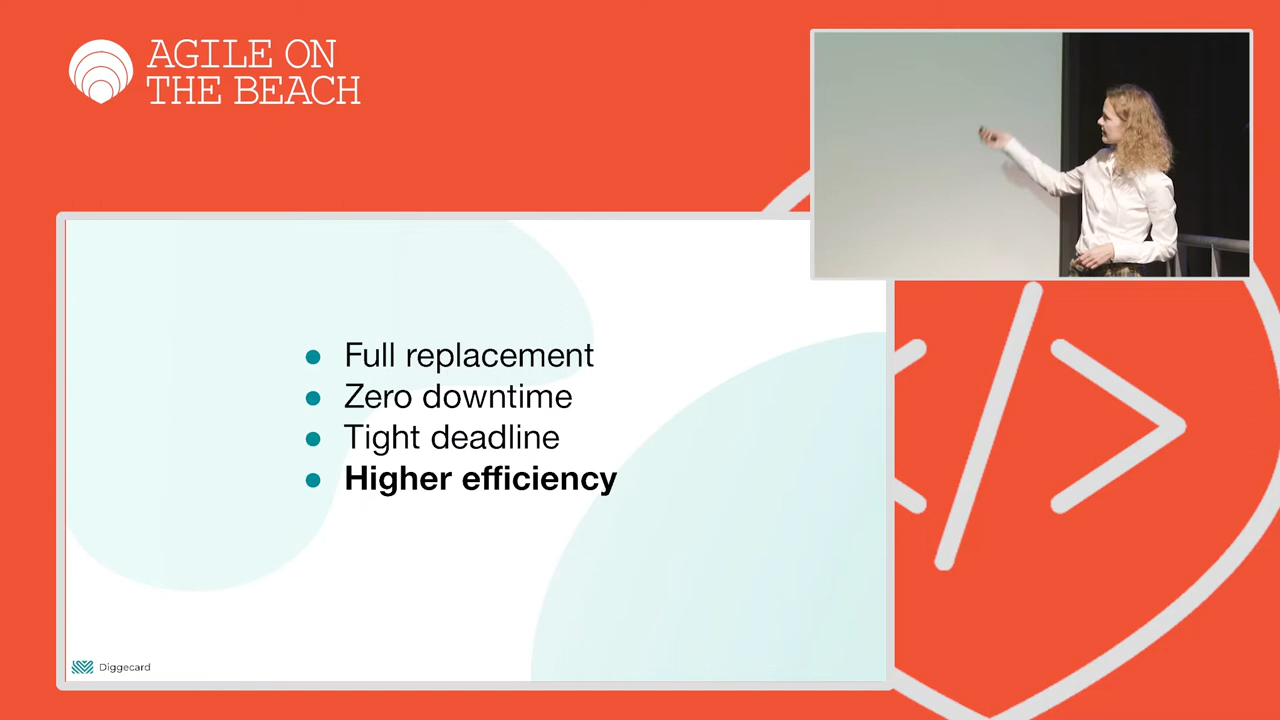 AGILE ON
THE BEACH
Full replacement
Zero downtime
Tight deadline
Higher efficiency
Diggecard